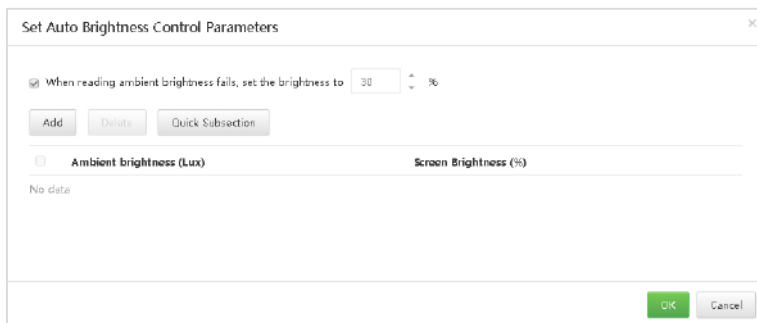 Set Auto Brightness Control Parameters
When reading ambient brightness fails, set the brightness to 30 %
Add Delete Quick Subsection
Ambient brightness (Lux) Screen Brightness (%)
No data
OK Cancel